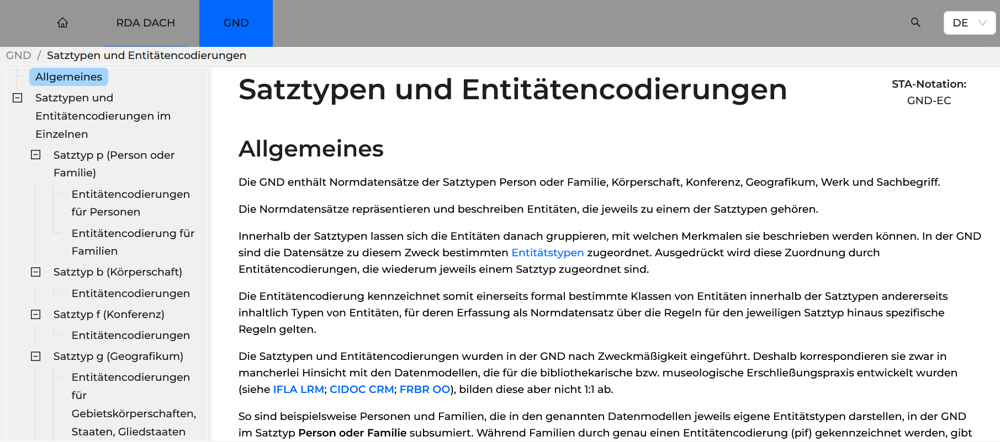 RDA DACH
GND
DE
GND / Satztypen und Entitätencodierungen
Allgemeines
Satztypen und
Entitätencodierungen im
Einzelnen
Satztyp p (Person oder
Familie)
Entitätencodierungen
für Personen
Entitätencodierung für
Familien
Satztyp b (Körperschaft)
Entitätencodierungen
Satztyp f (Konferenz)
Entitätencodierungen
Satztyp g (Geografikum)
Entitätencodierungen
für
Gebietskörperschaften,
Staaten, Gliedstaaten
Satztypen und Entitätencodierungen
STA-Notation:
GND-EC
Allgemeines
Die GND enthält Normdatensätze der Satztypen Person oder Familie, Körperschaft, Konferenz, Geografikum, Werk und Sachbegriff.
Die Normdatensätze repräsentieren und beschreiben Entitäten, die jeweils zu einem der Satztypen gehören.
Innerhalb der Satztypen lassen sich die Entitäten danach gruppieren, mit welchen Merkmalen sie beschrieben werden können. In der GND
sind die Datensätze zu diesem Zweck bestimmten Entitätstypen zugeordnet. Ausgedrückt wird diese Zuordnung durch
Entitätencodierungen, die wiederum jeweils einem Satztyp zugeordnet sind.
Die Entitätencodierung kennzeichnet somit einerseits formal bestimmte Klassen von Entitäten innerhalb der Satztypen andererseits
inhaltlich Typen von Entitäten, für deren Erfassung als Normdatensatz über die Regeln für den jeweiligen Satztyp hinaus spezifische
Regeln gelten.
Die Satztypen und Entitätencodierungen wurden in der GND nach Zweckmäßigkeit eingeführt. Deshalb korrespondieren sie zwar in
mancherlei Hinsicht mit den Datenmodellen, die für die bibliothekarische bzw. museologische Erschließungspraxis entwickelt wurden
(siehe IFLA LRM; CIDOC CRM; FRBR OO), bilden diese aber nicht 1:1 ab.
So sind beispielsweise Personen und Familien, die in den genannten Datenmodellen jeweils eigene Entitätstypen darstellen, in der GND
im Satztyp Person oder Familie subsumiert. Während Familien durch genau einen Entitätencodierung (pif) gekennzeichnet werden, gibt